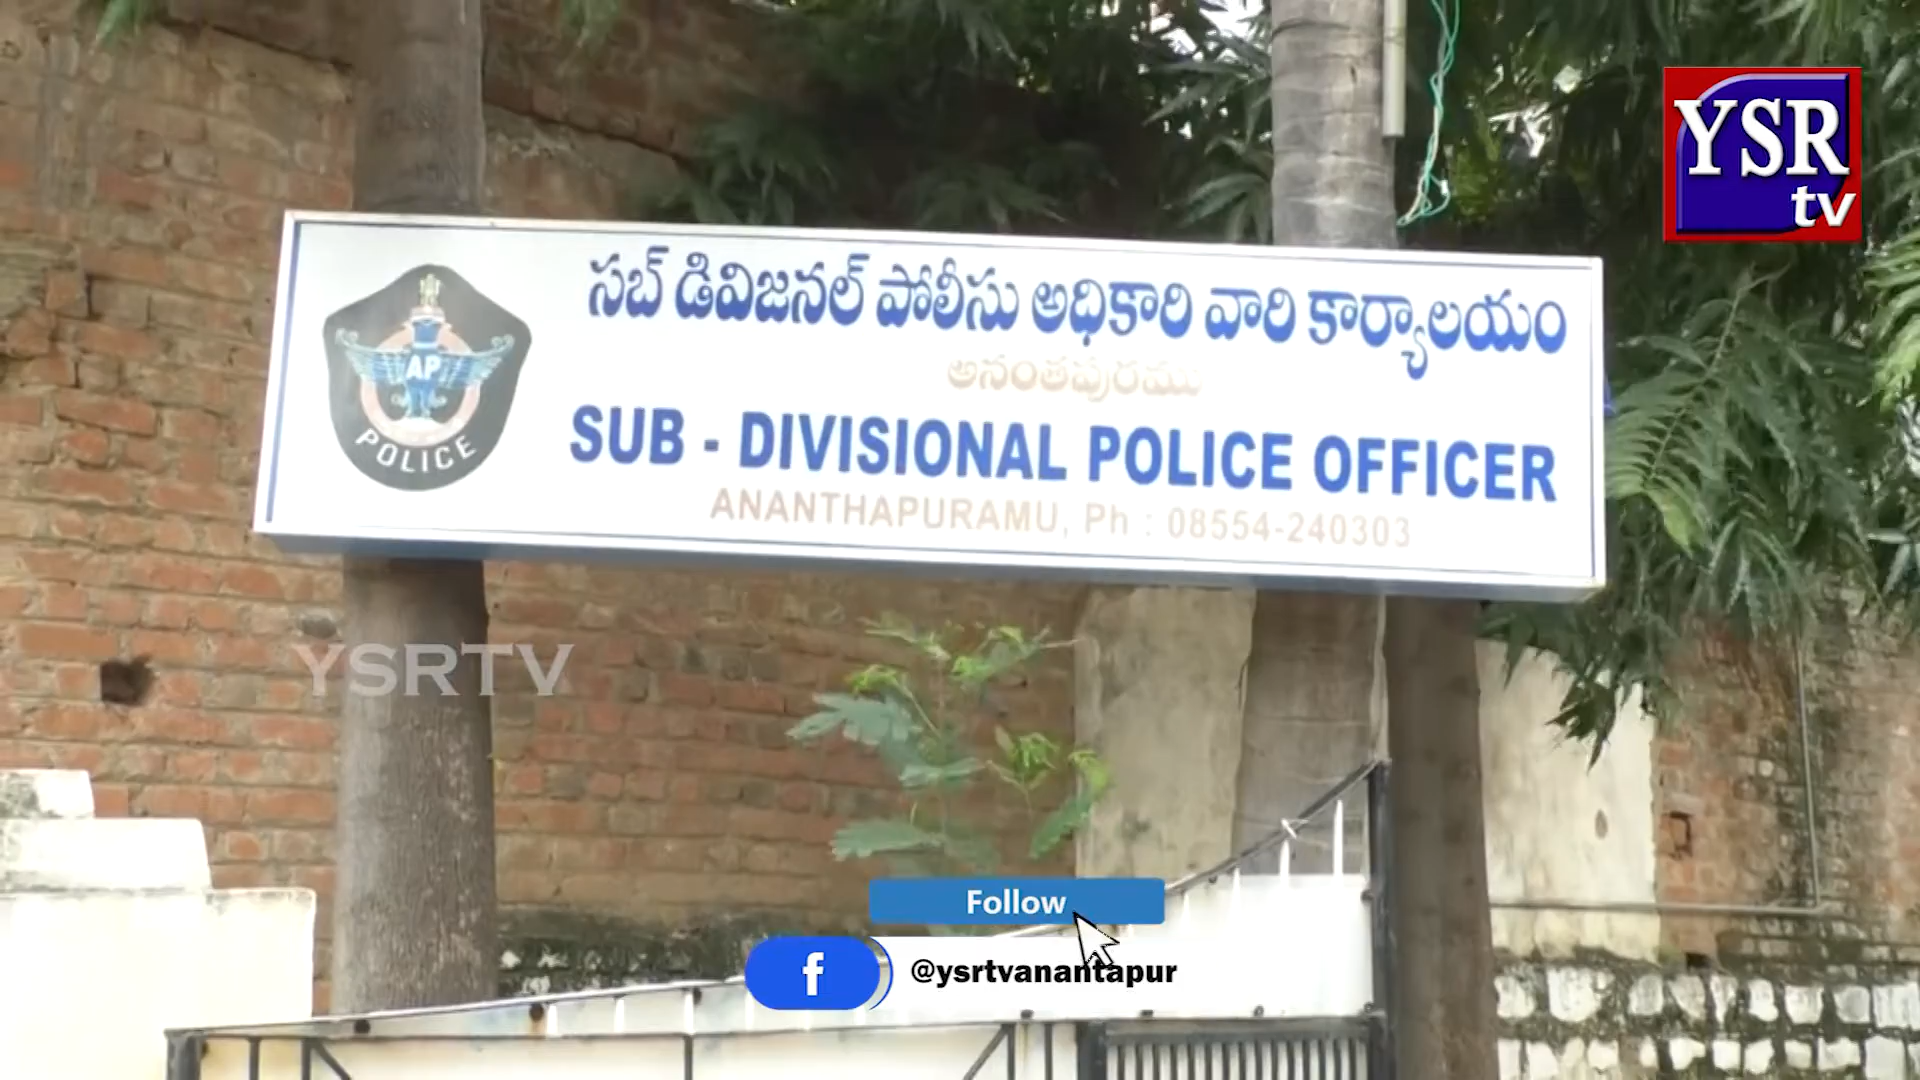 YSR
tv
సబ్ డివిజనల్ పోలీసు అధికారి వారి కార్యాలయం
అనంతపురము
AP
POLICE
SUB - DIVISIONAL POLICE OFFICER
ANANTHAPURAMU, Ph : 08554-240303
YSRTV
Follow
f
@ysrtvanantapur